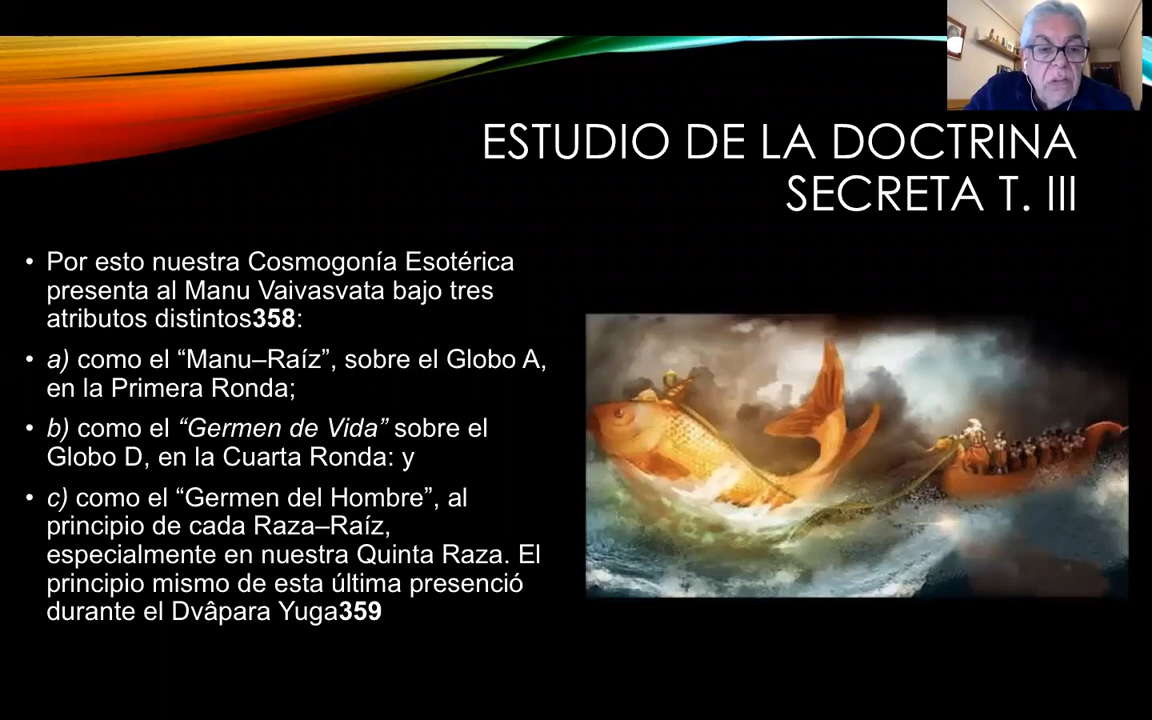 ESTUDIO DE LA DOCTRINA
SECRETA T. III
• Por esto nuestra Cosmogonía Esotérica
presenta al Manu Vaivasvata bajo tres
atributos distintos358:
• a) como el “Manu–Raíz”, sobre el Globo A,
en la Primera Ronda;
• b) como el “Germen de Vida” sobre el
Globo D, en la Cuarta Ronda: y
• c) como el “Germen del Hombre”, al
principio de cada Raza–Raíz,
especialmente en nuestra Quinta Raza. El
principio mismo de esta última presenció
durante el Dvâpara Yuga359